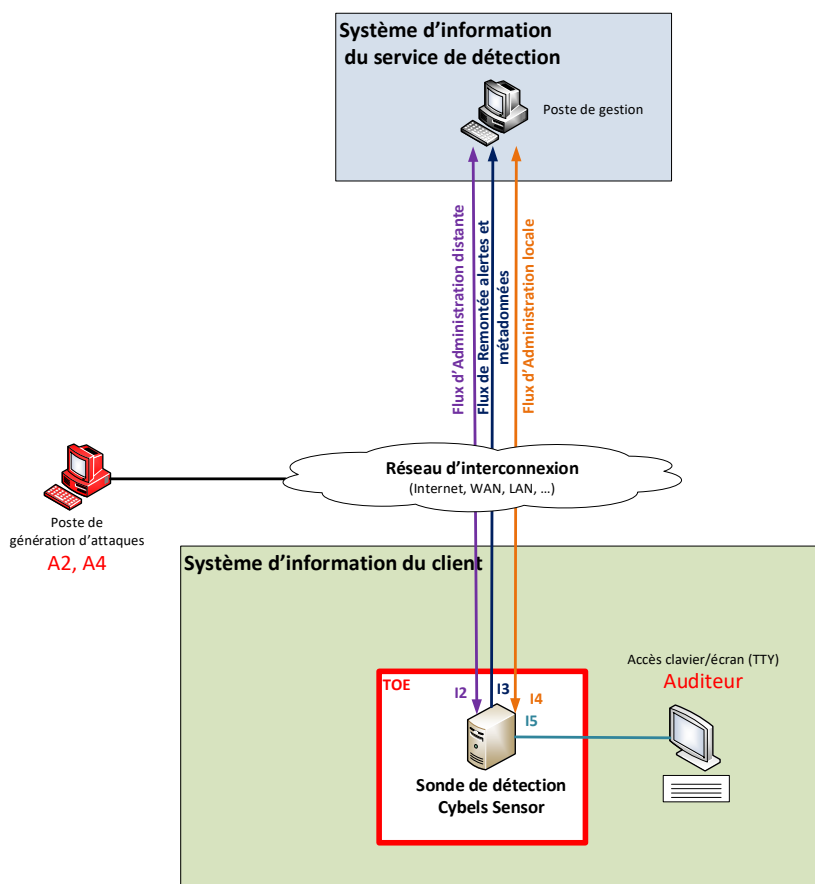 Système d'information
du service de détection
Poste de gestion
Flux d'Administration distante
Flux de Remontée alertes et
métadonnées
Flux d'Administration locale
Réseau d'interconnexion
(Internet, WAN, LAN, ...)
Poste de
génération d'attaques
A2, A4
Système d'information du client
Accès clavier/écran (TTY)
Auditeur
TOE
I2
I3
I4
I5
Sonde de détection
Cybels Sensor